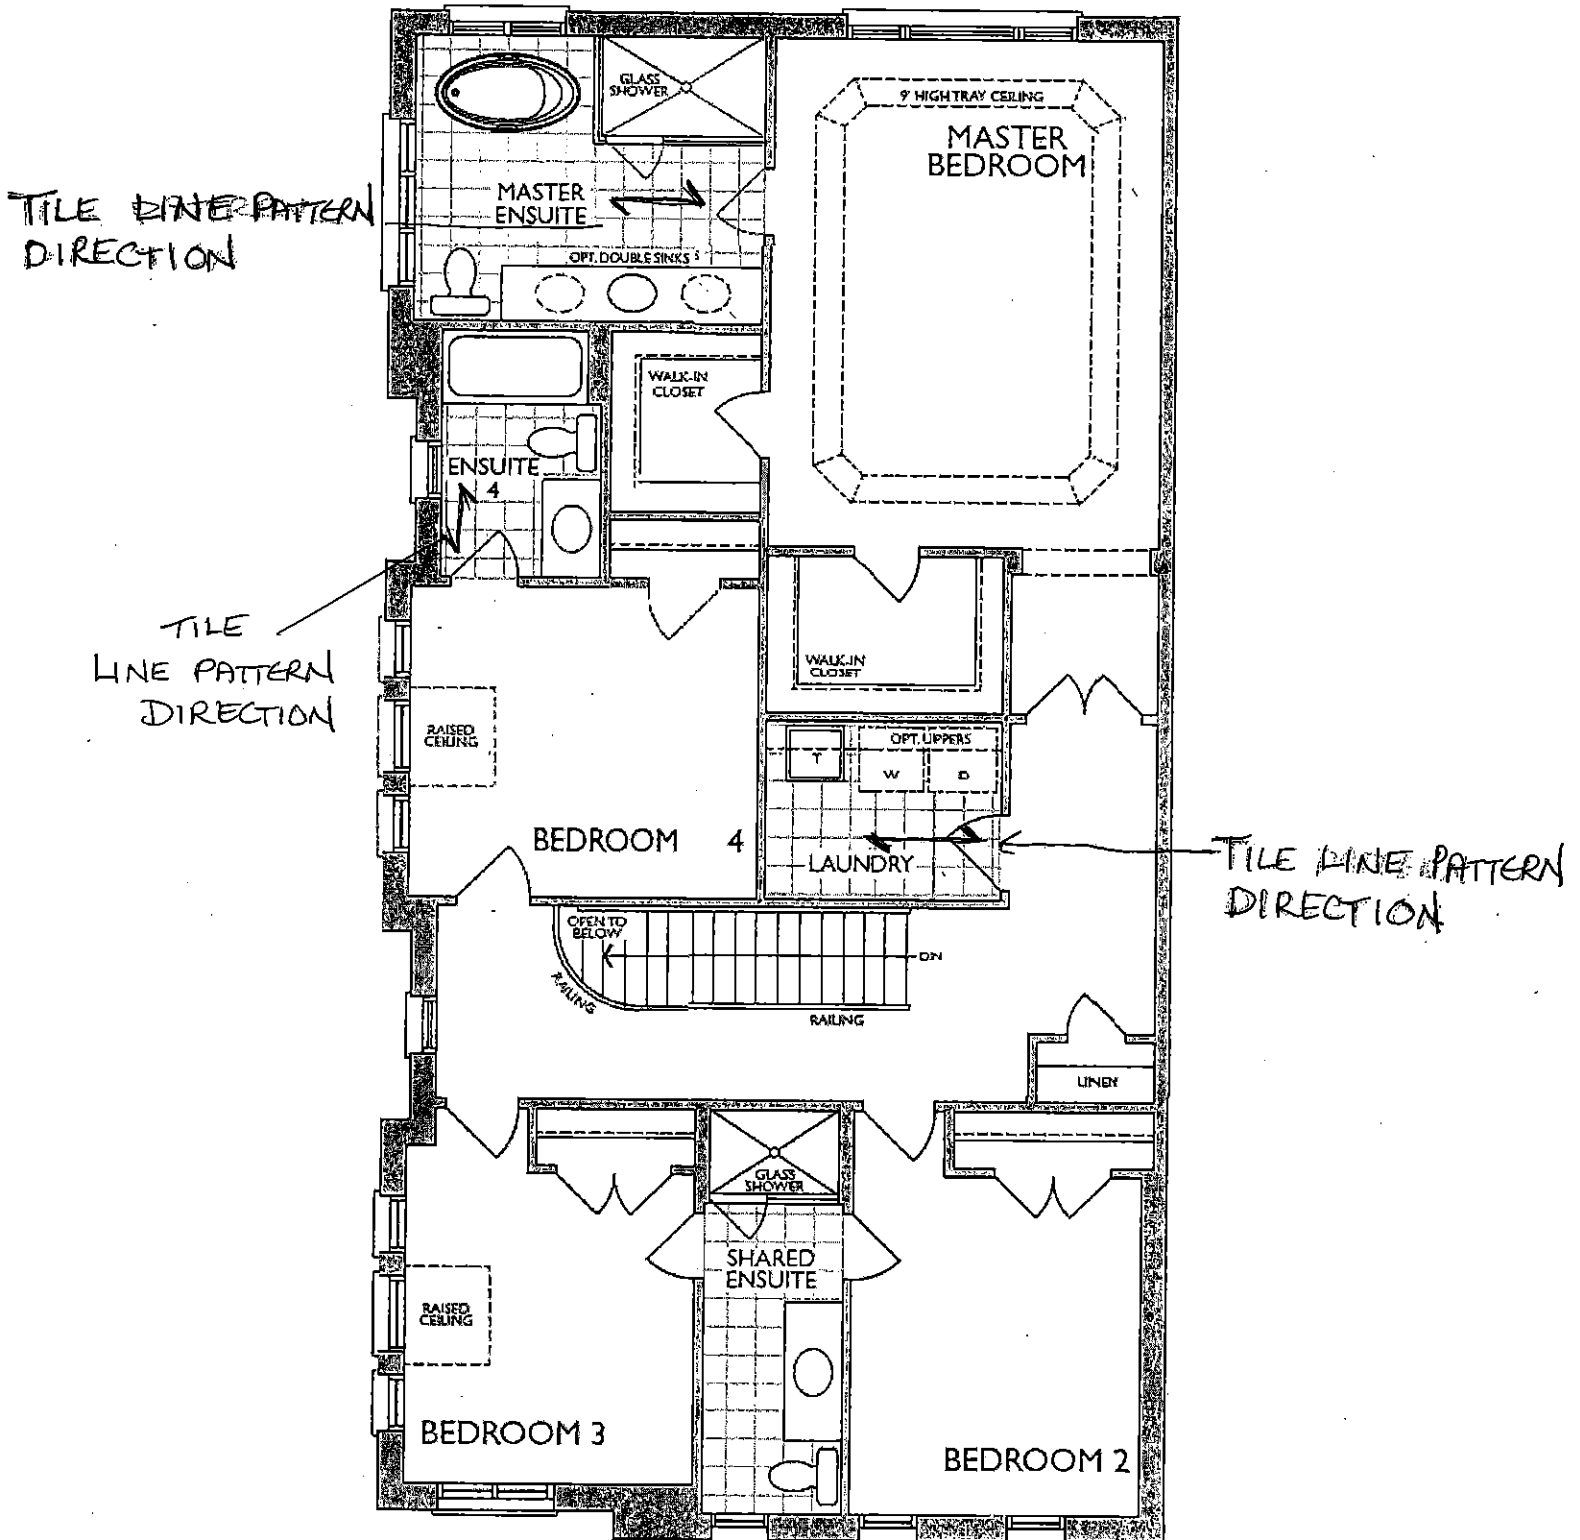 GLASS
SHOWER
9' HIGH TRAY CEILING
MASTER
BEDROOM
TILE LINE PATTERN
DIRECTION
MASTER
ENSUITE
OPT. DOUBLE SINKS
WALK-IN
CLOSET
ENSUITE
4
TILE
LINE PATTERN
DIRECTION
WALK-IN
CLOSET
RAISED
CEILING
OPT. UPPERS
T
W
D
BEDROOM 4
LAUNDRY
TILE LINE PATTERN
DIRECTION
OPEN TO
BELOW
DN
RAILING
RAILING
LINEN
GLASS
SHOWER
SHARED
ENSUITE
RAISED
CEILING
BEDROOM 3
BEDROOM 2